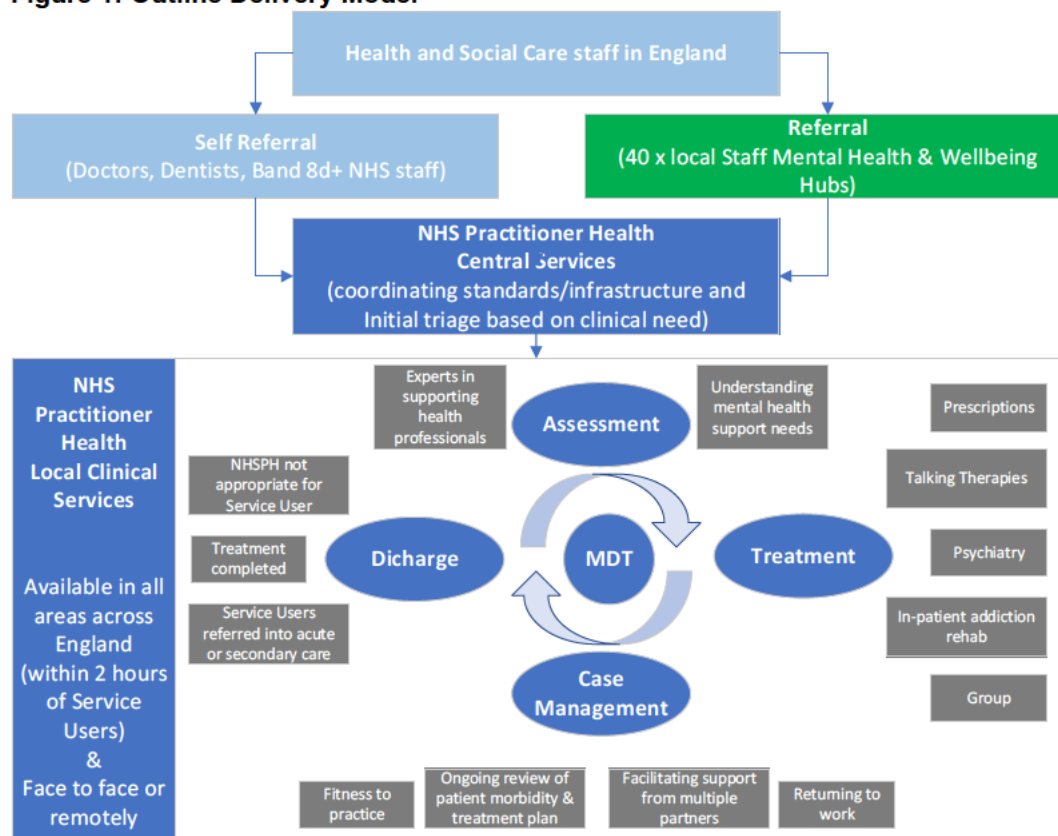 Health and Social Care staff in England
Self Referral
(Doctors, Dentists, Band 8d+ NHS staff)
Referral
(40 x local Staff Mental Health & Wellbeing
Hubs)
NHS Practitioner Health
Central Services
(coordinating standards/infrastructure and
Initial triage based on clinical need)
NHS
Practitioner
Health
Local Clinical
Services
Available in all
areas across
England
(within 2 hours
of Service
Users)
&
Face to face or
remotely
Experts in
supporting
health
professionals
Assessment
Understanding
mental health
support needs
Prescriptions
Talking Therapies
Psychiatry
In-patient addiction
rehab
Group
NHSPH not
appropriate for
Service User
Treatment
completed
Service Users
referred into acute
or secondary care
Dicharge
MDT
Treatment
Case
Management
Fitness to
practice
Ongoing review of
patient morbidity &
treatment plan
Facilitating support
from multiple
partners
Returning to
work